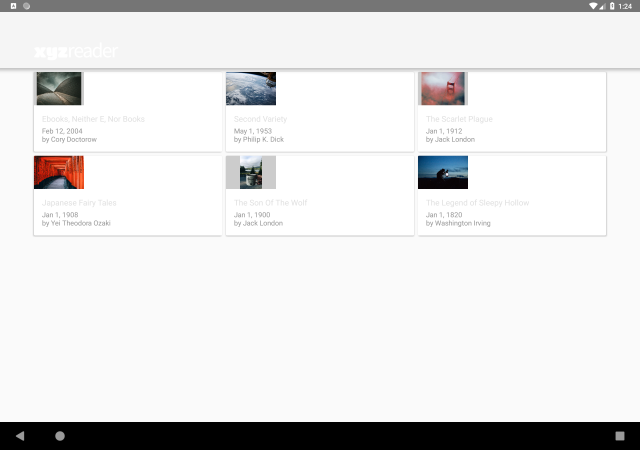 1:24
xyzreader
Ebooks, Neither E, Nor Books
Feb 12, 2004
by Cory Doctorow
Second Variety
May 1, 1953
by Philip K. Dick
The Scarlet Plague
Jan 1, 1912
by Jack London
Japanese Fairy Tales
Jan 1, 1908
by Yei Theodora Ozaki
The Son Of The Wolf
Jan 1, 1900
by Jack London
The Legend of Sleepy Hollow
Jan 1, 1820
by Washington Irving